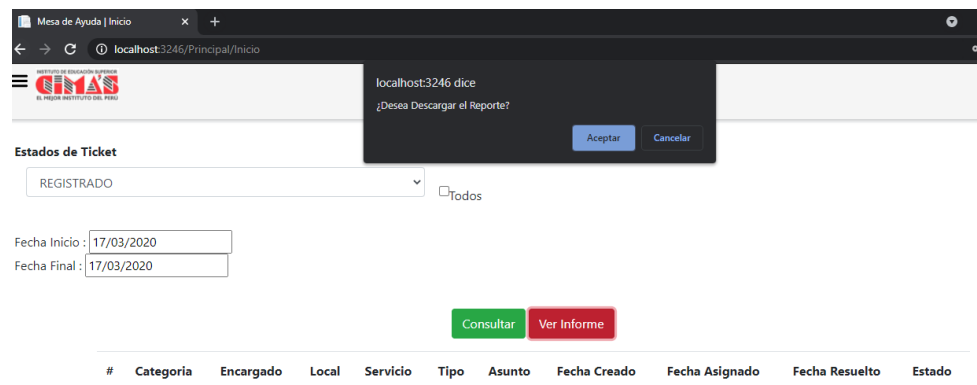 Mesa de Ayuda | Inicio
localhost:3246/Principal/Inicio
INSTITUTO DE EDUCACIÓN SUPERIOR
CIMAS
EL MEJOR INSTITUTO DEL PERÚ
localhost:3246 dice
¿Desea Descargar el Reporte?
Aceptar Cancelar
Estados de Ticket
REGISTRADO
Todos
Fecha Inicio : 17/03/2020
Fecha Final : 17/03/2020
Consultar Ver Informe
# Categoria Encargado Local Servicio Tipo Asunto Fecha Creado Fecha Asignado Fecha Resuelto Estado